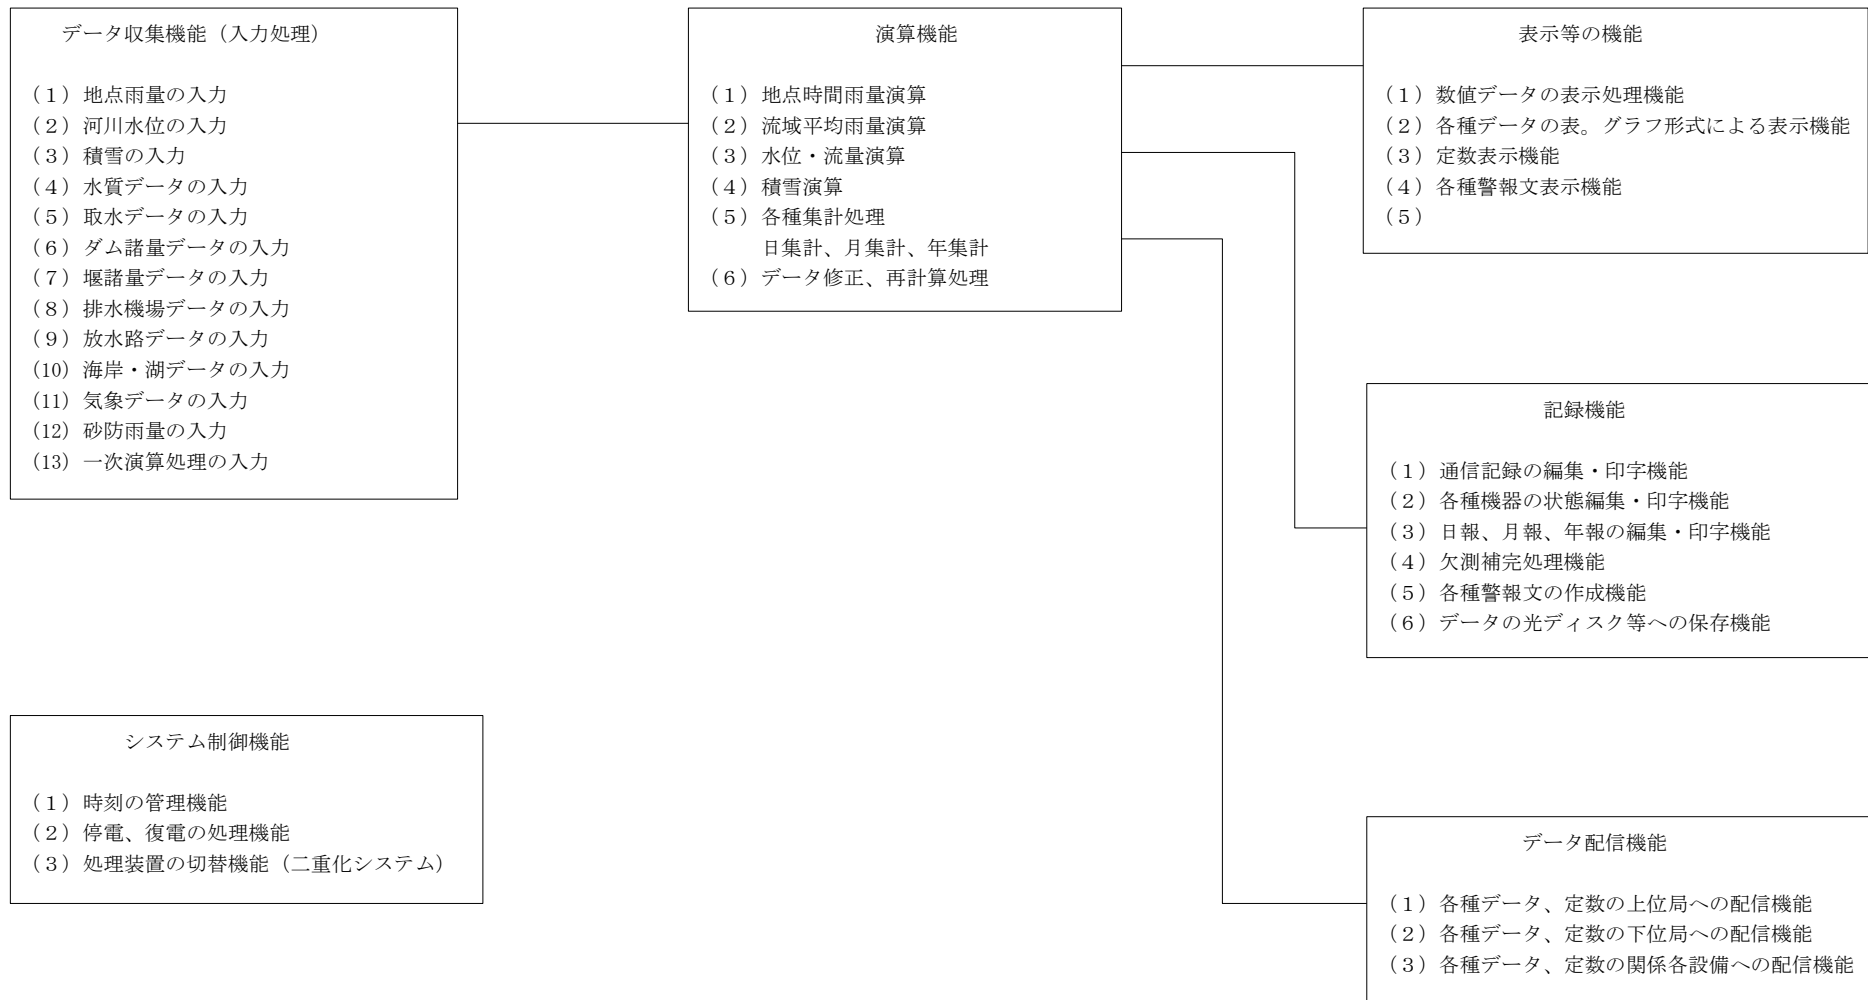 データ収集機能（入力処理）
（１）地点雨量の入力
（２）河川水位の入力
（３）積雪の入力
（４）水質データの入力
（５）取水データの入力
（６）ダム諸量データの入力
（７）堰諸量データの入力
（８）排水機場データの入力
（９）放水路データの入力
(10) 海岸・湖データの入力
(11) 気象データの入力
(12) 砂防雨量の入力
(13) 一次演算処理の入力
演算機能
（１）地点時間雨量演算
（２）流域平均雨量演算
（３）水位・流量演算
（４）積雪演算
（５）各種集計処理
日集計、月集計、年集計
（６）データ修正、再計算処理
表示等の機能
（１）数値データの表示処理機能
（２）各種データの表。グラフ形式による表示機能
（３）定数表示機能
（４）各種警報文表示機能
（５）
記録機能
（１）通信記録の編集・印字機能
（２）各種機器の状態編集・印字機能
（３）日報、月報、年報の編集・印字機能
（４）欠測補完処理機能
（５）各種警報文の作成機能
（６）データの光ディスク等への保存機能
システム制御機能
（１）時刻の管理機能
（２）停電、復電の処理機能
（３）処理装置の切替機能（二重化システム）
データ配信機能
（１）各種データ、定数の上位局への配信機能
（２）各種データ、定数の下位局への配信機能
（３）各種データ、定数の関係各設備への配信機能